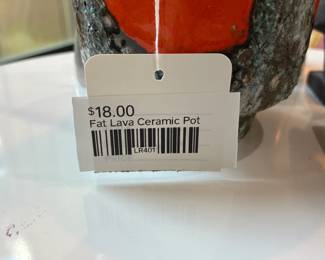 $18.00
Fat Lava Ceramic Pot
LR401